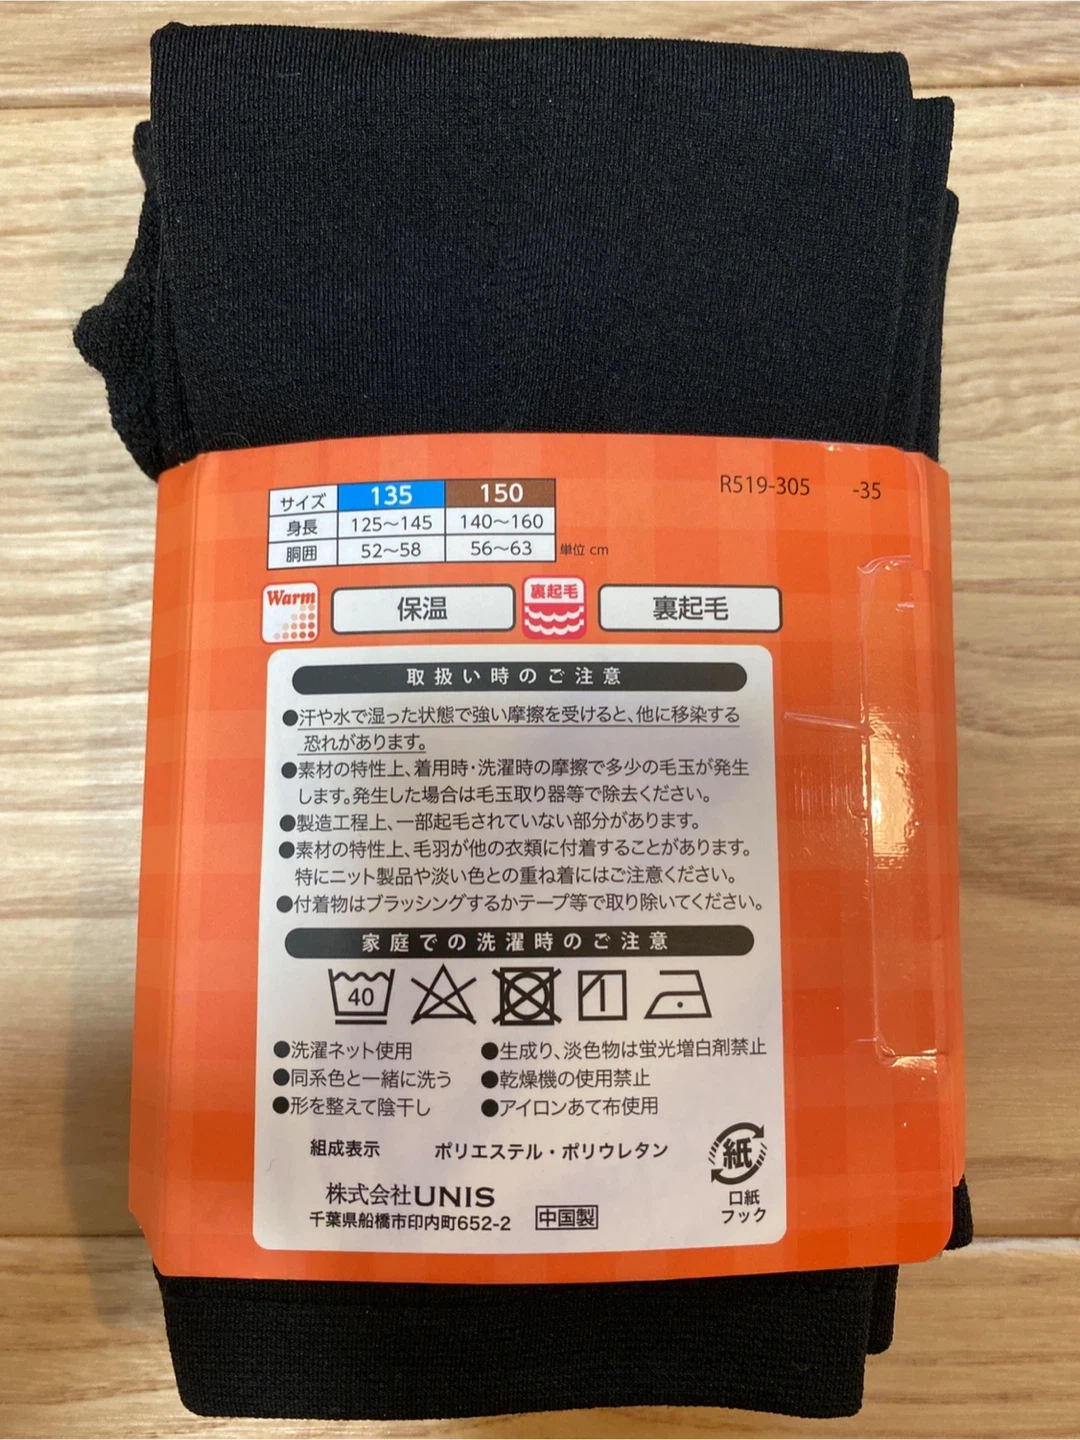 R519-305 -35
サイズ 135 150
身長 125〜145 140〜160
胴囲 52〜58 56〜63 単位 cm
Warm 保温 裏起毛 裏起毛
取扱い時のご注意
●汗や水で湿った状態で強い摩擦を受けると、他に移染する
恐れがあります。
●素材の特性上、着用時・洗濯時の摩擦で多少の毛玉が発生
します。発生した場合は毛玉取り器等で除去ください。
●製造工程上、一部起毛されていない部分があります。
●素材の特性上、毛羽が他の衣類に付着することがあります。
特にニット製品や淡い色との重ね着にはご注意ください。
●付着物はブラッシングするかテープ等で取り除いてください。
家庭での洗濯時のご注意
40
●洗濯ネット使用 ●生成り、淡色物は蛍光増白剤禁止
●同系色と一緒に洗う ●乾燥機の使用禁止
●形を整えて陰干し ●アイロンあて布使用
組成表示 ポリエステル・ポリウレタン
紙
口紙
フック
株式会社UNIS
千葉県船橋市印内町652-2 中国製